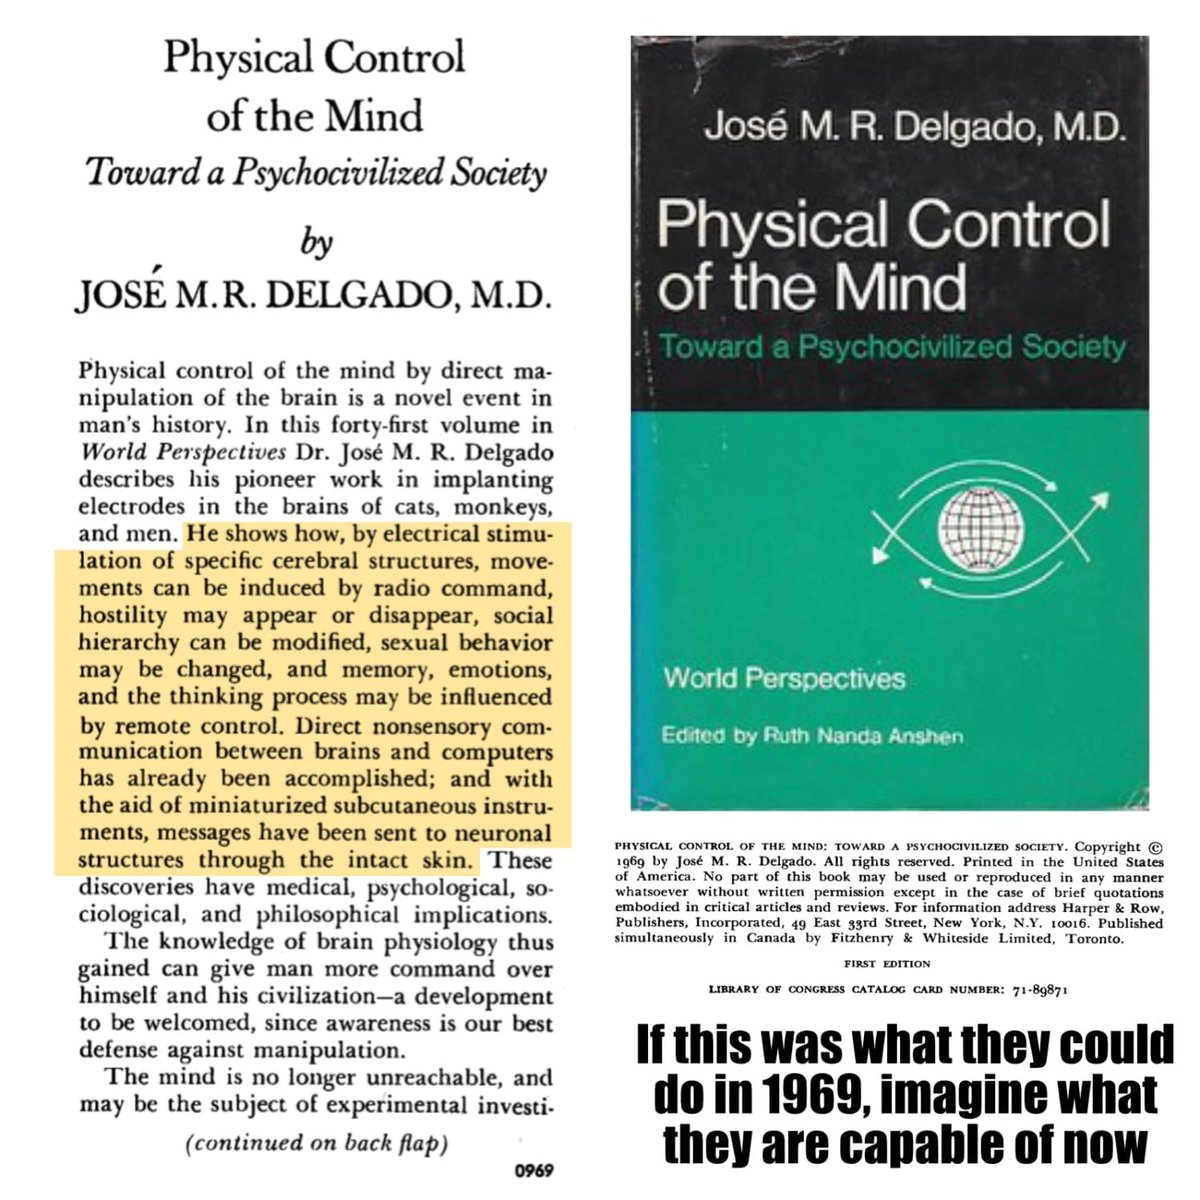 Physical Control
of the Mind
Toward a Psychocivilized Society
by
JOSÉ M.R. DELGADO, M.D.
Physical control of the mind by direct ma-
nipulation of the brain is a novel event in
man's history. In this forty-first volume in
World Perspectives Dr. José M. R. Delgado
describes his pioneer work in implanting
electrodes in the brains of cats, monkeys,
and men. He shows how, by electrical stimu-
lation of specific cerebral structures, move-
ments can be induced by radio command,
hostility may appear or disappear, social
hierarchy can be modified, sexual behavior
may be changed, and memory, emotions,
and the thinking process may be influenced
by remote control. Direct nonsensory com-
munication between brains and computers
has already been accomplished; and with
the aid of miniaturized subcutaneous instru-
ments, messages have been sent to neuronal
structures through the intact skin. These
discoveries have medical, psychological, so-
ciological, and philosophical implications.
The knowledge of brain physiology thus
gained can give man more command over
himself and his civilization—a development
to be welcomed, since awareness is our best
defense against manipulation.
The mind is no longer unreachable, and
may be the subject of experimental investi-
(continued on back flap)
0969
José M. R. Delgado, M.D.
Physical Control
of the Mind
Toward a Psychocivilized Society
World Perspectives
Edited by Ruth Nanda Anshen
PHYSICAL CONTROL OF THE MIND: TOWARD A PSYCHOCIVILIZED SOCIETY. Copyright ©
1969 by José M. R. Delgado. All rights reserved. Printed in the United States
of America. No part of this book may be used or reproduced in any manner
whatsoever without written permission except in the case of brief quotations
embodied in critical articles and reviews. For information address Harper & Row,
Publishers, Incorporated, 49 East 33rd Street, New York, N.Y. 10016. Published
simultaneously in Canada by Fitzhenry & Whiteside Limited, Toronto.
FIRST EDITION
LIBRARY OF CONGRESS CATALOG CARD NUMBER: 71-89871
If this was what they could
do in 1969, imagine what
they are capable of now